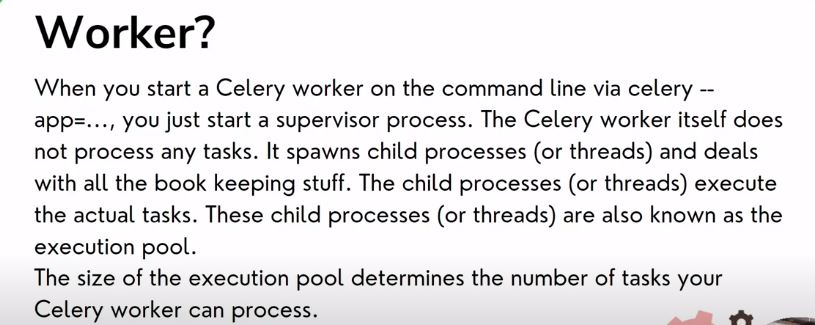 Worker?
When you start a Celery worker on the command line via celery --
app=..., you just start a supervisor process. The Celery worker itself does
not process any tasks. It spawns child processes (or threads) and deals
with all the book keeping stuff. The child processes (or threads) execute
the actual tasks. These child processes (or threads) are also known as the
execution pool.
The size of the execution pool determines the number of tasks your
Celery worker can process.